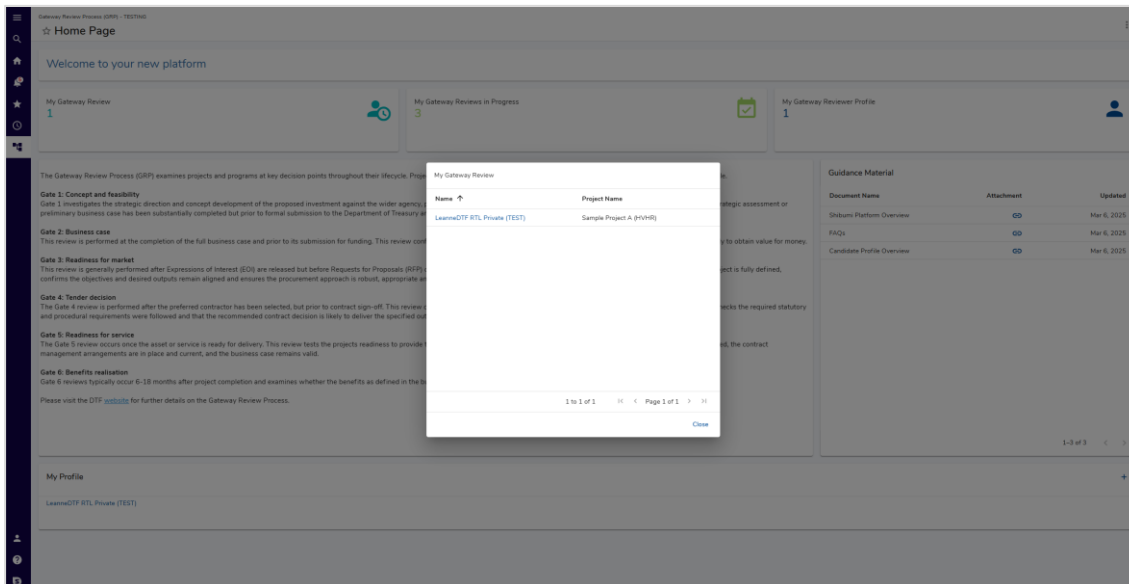 Gateway Review Process (GRP) - TESTING
Home Page
Welcome to your new platform
My Gateway Review
1
My Gateway Reviews in Progress
3
My Gateway Reviewer Profile
1
The Gateway Review Process (GRP) examines projects and programs at key decision points throughout their lifecycle.
Gate 1: Concept and feasibility
Gate 1 investigates the strategic direction and concept development of the proposed investment against the wider agency, strategic assessment or
preliminary business case has been substantially completed but prior to formal submission to the Department of Treasury
Gate 2: Business case
This review is performed at the completion of the full business case and prior to its submission for funding. This review to obtain value for money.
Gate 3: Readiness for market
This review is generally performed after Expressions of Interest (EOI) are released but before Requests for Proposals (RFP) is fully defined,
confirms the objectives and desired outputs remain aligned and ensures the procurement approach is robust, appropriate
Gate 4: Tender decision
The Gate 4 review is performed after the preferred contractor has been selected, but prior to contract sign-off. This review checks the required statutory
and procedural requirements were followed and that the recommended contract decision is likely to deliver the specified
Gate 5: Readiness for service
The Gate 5 review occurs once the asset or service is ready for delivery. This review tests the projects readiness to provide the contract
management arrangements are in place and current, and the business case remains valid.
Gate 6: Benefits realisation
Gate 6 reviews typically occur 6-18 months after project completion and examines whether the benefits as defined in the
Please visit the DTF website for further details on the Gateway Review Process.
My Gateway Review
Name Project Name
LeanneDTF RTL Private (TEST) Sample Project A (HVHR)
1 to 1 of 1 Page 1 of 1
Close
Guidance Material
Document Name Attachment Updated
Shibumi Platform Overview Mar 6, 2025
FAQs Mar 6, 2025
Candidate Profile Overview Mar 6, 2025
1-3 of 3
My Profile
LeanneDTF RTL Private (TEST)